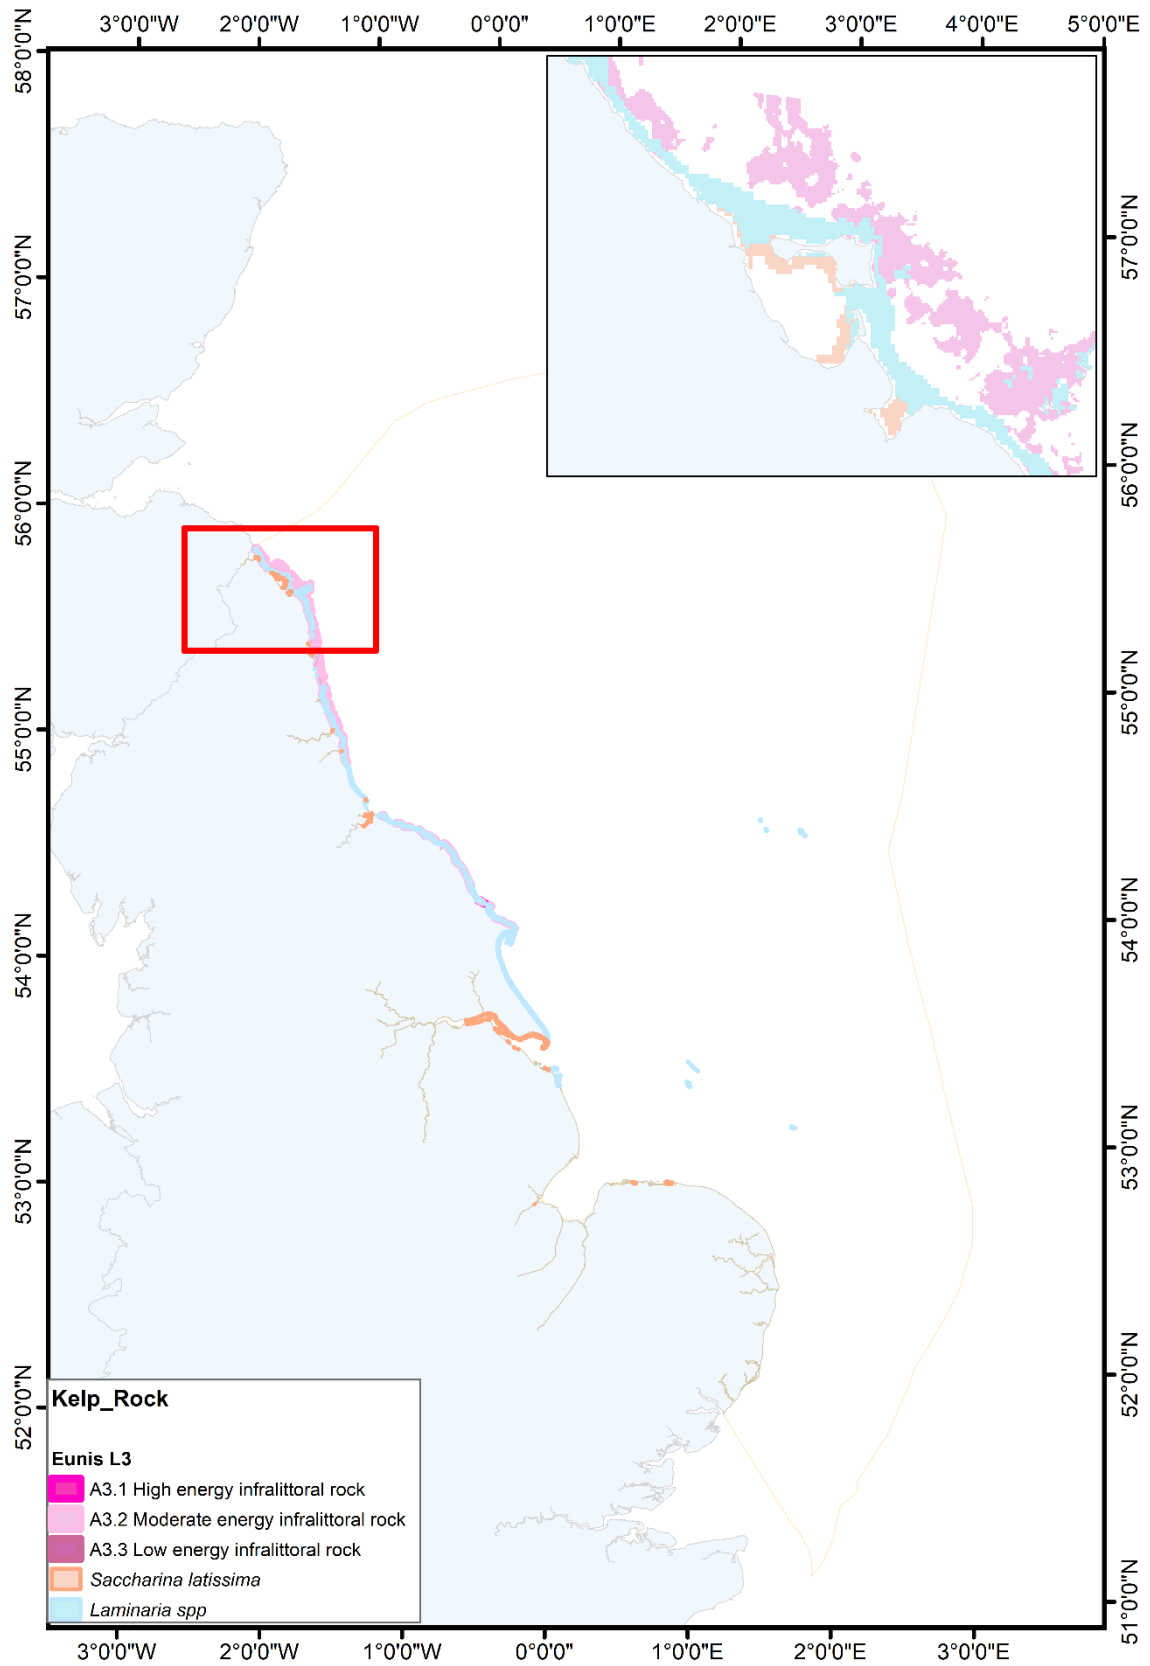 3°0'0"W 2°0'0"W 1°0'0"W 0°0'0" 1°0'0"E 2°0'0"E 3°0'0"E 4°0'0"E 5°0'0"E
58°0'0"N
57°0'0"N
56°0'0"N
55°0'0"N
54°0'0"N
53°0'0"N
52°0'0"N
57°0'0"N
56°0'0"N
55°0'0"N
54°0'0"N
53°0'0"N
52°0'0"N
51°0'0"N
Kelp_Rock
Eunis L3
A3.1 High energy infralittoral rock
A3.2 Moderate energy infralittoral rock
A3.3 Low energy infralittoral rock
Saccharina latissima
Laminaria spp
3°0'0"W 2°0'0"W 1°0'0"W 0°0'0" 1°0'0"E 2°0'0"E 3°0'0"E